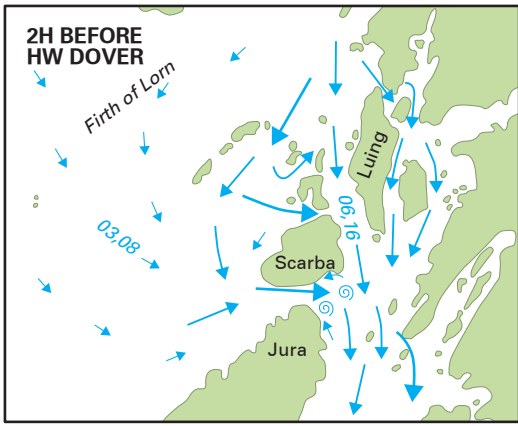 2H BEFORE
HW DOVER
Firth of Lorn
Luing
06,16
03,08
Scarba
Jura